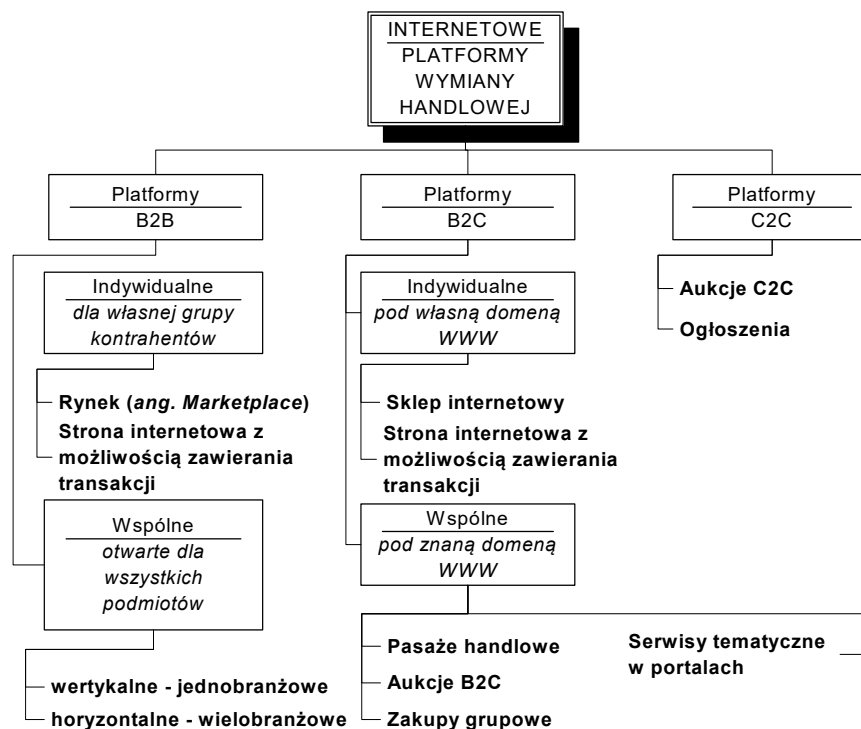 INTERNETOWE
PLATFORMY
WYMIANY
HANDLOWEJ
Platformy
B2B
Indywidualne
dla własnej grupy
kontrahentów
Rynek (ang. Marketplace)
Strona internetowa z
możliwością zawierania
transakcji
Wspólne
otwarte dla
wszystkich
podmiotów
wertykalne - jednobranżowe
horyzontalne - wielobranżowe
Platformy
B2C
Indywidualne
pod własną domeną
WWW
Sklep internetowy
Strona internetowa z
możliwością zawierania
transakcji
Wspólne
pod znaną domeną
WWW
Pasaże handlowe
Aukcje B2C
Zakupy grupowe
Serwisy tematyczne
w portalach
Platformy
C2C
Aukcje C2C
Ogłoszenia